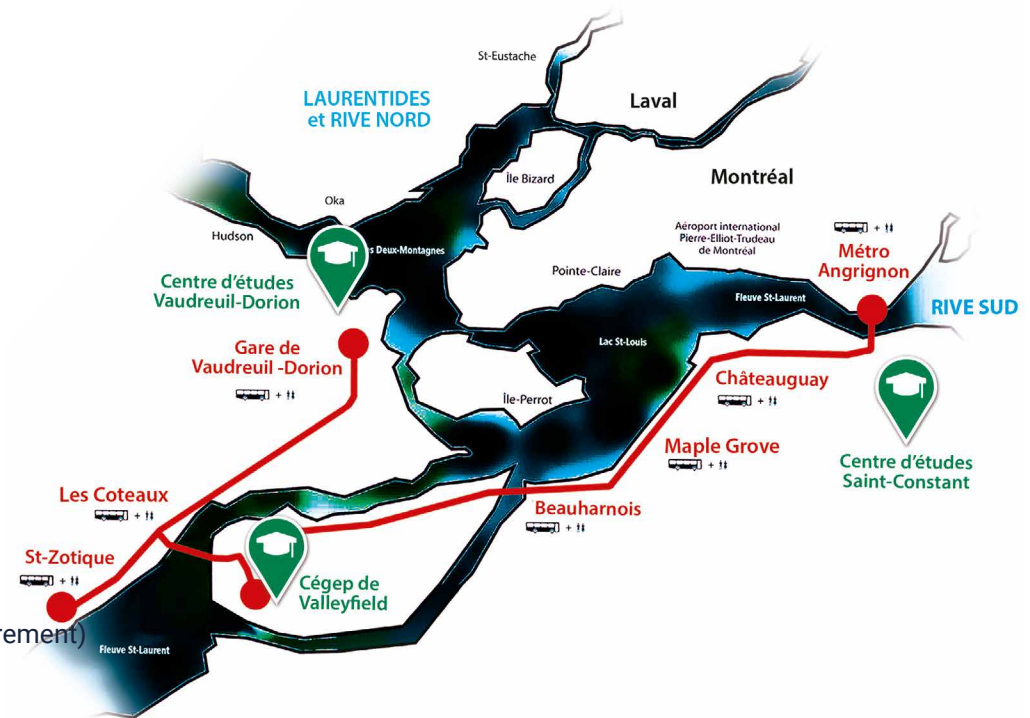 St-Eustache
LAURENTIDES
et RIVE NORD
Laval
Île Bizard
Montréal
Oka
Hudson
Deux-Montagnes
Centre d'études
Vaudreuil-Dorion
Aéroport international
Pierre-Elliot-Trudeau
de Montréal
+
Métro
Angrignon
Pointe-Claire
Fleuve St-Laurent
RIVE SUD
Gare de
Vaudreuil -Dorion
+
Lac St-Louis
Châteauguay
+
Île-Perrot
Maple Grove
+
Centre d'études
Saint-Constant
Les Coteaux
+
Beauharnois
+
St-Zotique
+
Cégep de
Valleyfield
rement)
Fleuve St-Laurent